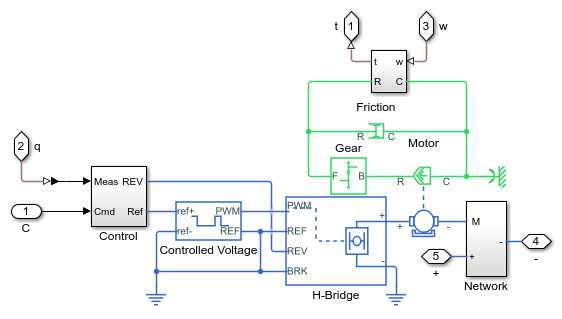 t 1 3 w
t w
R C
Friction
R C Motor
Gear
2 q
F B R C
Meas REV
Cmd Ref
1
C
Control
ref+ PWM
ref- REF
Controlled Voltage
PWM
REF
REV
BRK
+
-
H-Bridge
+ -
M
+ -
Network
5
+
4
-